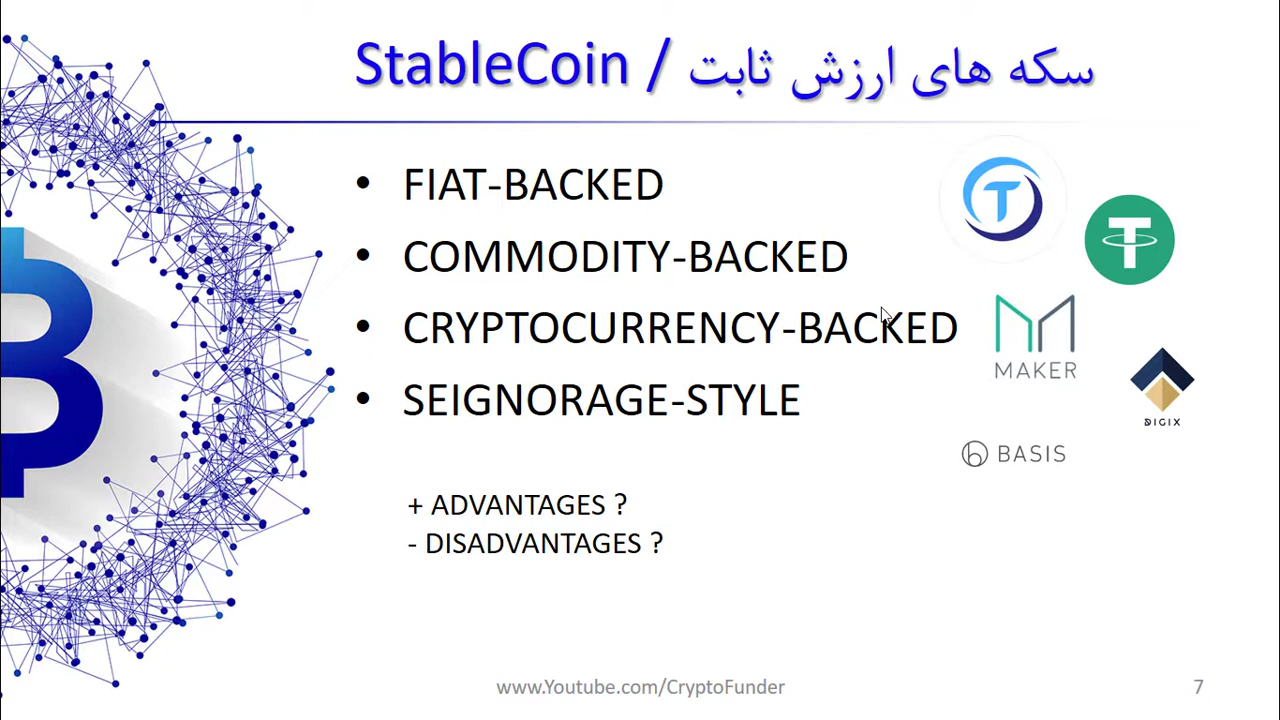 StableCoin / سکه های ارزش ثابت
• FIAT-BACKED
• COMMODITY-BACKED
• CRYPTOCURRENCY-BACKED
• SEIGNORAGE-STYLE
MAKER
DIGIX
BASIS
+ ADVANTAGES ?
- DISADVANTAGES ?
www.Youtube.com/CryptoFunder
7